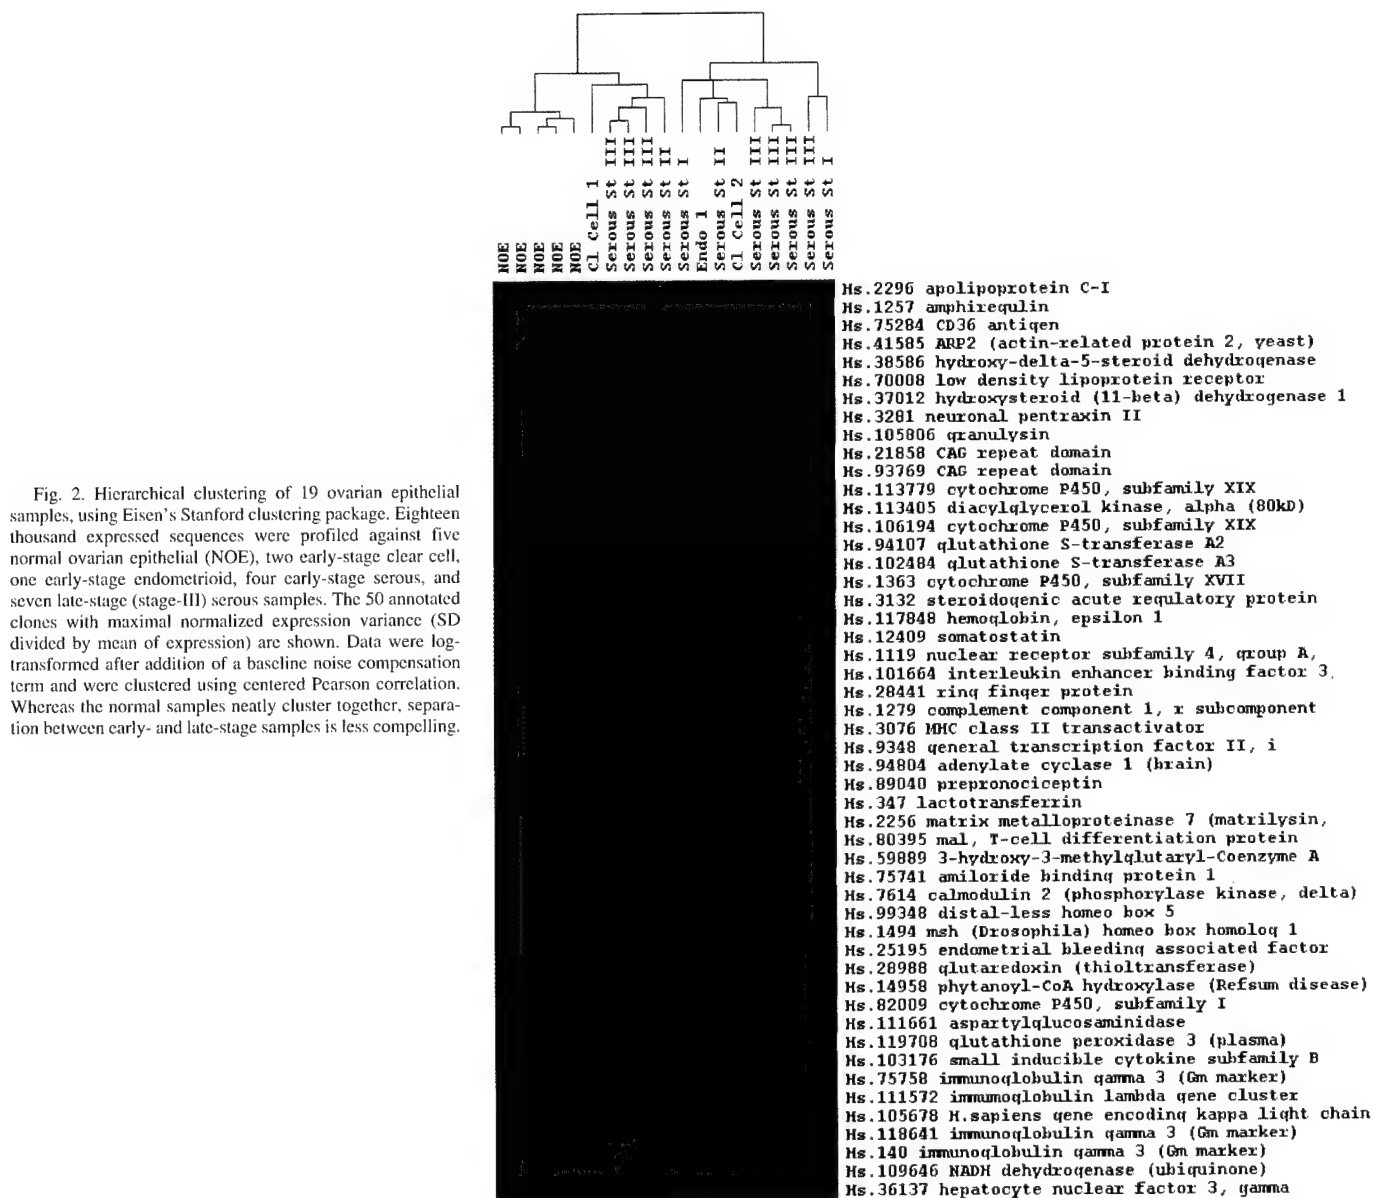 NOE
NOE
NOE
NOE
NOE
Cl Cell 1
Serous St III
Serous St III
Serous St III
Serous St II
Serous St I
Endo 1
Serous St II
Cl Cell 2
Serous St III
Serous St III
Serous St III
Serous St III
Serous St I
Hs.2296 apolipoprotein C-I
Hs.1257 amphiregulin
Hs.75284 CD36 antigen
Hs.41585 ARP2 (actin-related protein 2, yeast)
Hs.38586 hydroxy-delta-5-steroid dehydrogenase
Hs.70008 low density lipoprotein receptor
Hs.37012 hydroxysteroid (11-beta) dehydrogenase 1
Hs.3281 neuronal pentraxin II
Hs.105806 granulysin
Hs.21858 CAG repeat domain
Hs.93769 CAG repeat domain
Hs.113779 cytochrome P450, subfamily XIX
Hs.113405 diacylglycerol kinase, alpha (80kD)
Hs.106194 cytochrome P450, subfamily XIX
Hs.94107 glutathione S-transferase A2
Hs.102484 glutathione S-transferase A3
Hs.1363 cytochrome P450, subfamily XVII
Hs.3132 steroidogenic acute regulatory protein
Hs.117848 hemoglobin, epsilon 1
Hs.12409 somatostatin
Hs.1119 nuclear receptor subfamily 4, group A,
Hs.101664 interleukin enhancer binding factor 3,
Hs.28441 ring finger protein
Hs.1279 complement component 1, r subcomponent
Hs.3076 MHC class II transactivator
Hs.9348 general transcription factor II, i
Hs.94804 adenylate cyclase 1 (brain)
Hs.89040 prepronociceptin
Hs.347 lactotransferrin
Hs.2256 matrix metalloproteinase 7 (matrilysin,
Hs.80395 mal, T-cell differentiation protein
Hs.59889 3-hydroxy-3-methylglutaryl-Coenzyme A
Hs.75741 amiloride binding protein 1
Hs.7614 calmodulin 2 (phosphorylase kinase, delta)
Hs.99348 distal-less homeo box 5
Hs.1494 msh (Drosophila) homeo box homolog 1
Hs.25195 endometrial bleeding associated factor
Hs.28988 glutaredoxin (thioltransferase)
Hs.14958 phytanoyl-CoA hydroxylase (Refsum disease)
Hs.82009 cytochrome P450, subfamily I
Hs.111661 aspartylglucosaminidase
Hs.119708 glutathione peroxidase 3 (plasma)
Hs.103176 small inducible cytokine subfamily B
Hs.75758 immunoglobulin gamma 3 (Gm marker)
Hs.111572 immumoglobulin lambda gene cluster
Hs.105678 H.sapiens gene encoding kappa light chain
Hs.118641 immunoglobulin gamma 3 (Gm marker)
Hs.140 immunoglobulin gamma 3 (Gm marker)
Hs.109646 NADH dehydrogenase (ubiquinone)
Hs.36137 hepatocyte nuclear factor 3, gamma
Fig. 2. Hierarchical clustering of 19 ovarian epithelial
samples, using Eisen's Stanford clustering package. Eighteen
thousand expressed sequences were profiled against five
normal ovarian epithelial (NOE), two early-stage clear cell,
one early-stage endometrioid, four early-stage serous, and
seven late-stage (stage-III) serous samples. The 50 annotated
clones with maximal normalized expression variance (SD
divided by mean of expression) are shown. Data were log-
transformed after addition of a baseline noise compensation
term and were clustered using centered Pearson correlation.
Whereas the normal samples neatly cluster together, separa-
tion between early- and late-stage samples is less compelling.